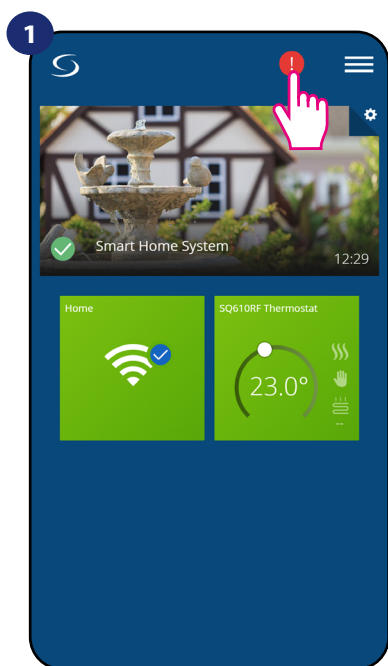 1
!
Smart Home System
12:29
Home
SQ610RF Thermostat
23.0°
--